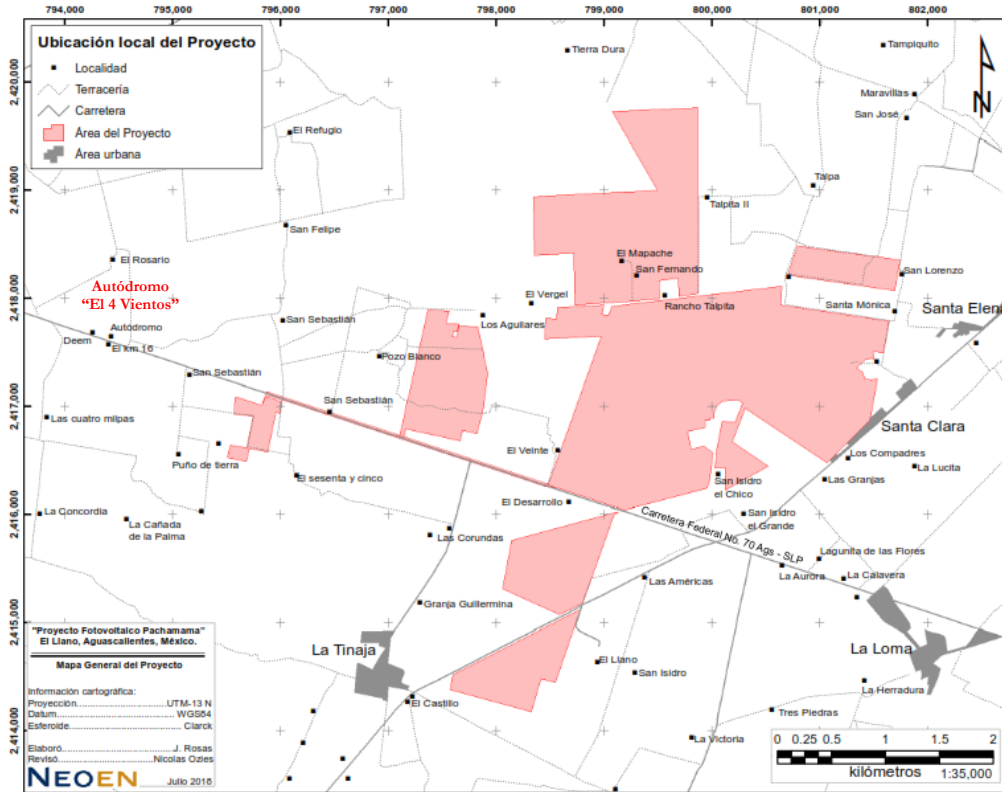 794,000
795,000
796,000
797,000
798,000
799,000
800,000
801,000
802,000
2,420,000
2,419,000
2,418,000
2,417,000
2,416,000
2,415,000
2,414,000
Ubicación local del Proyecto
Localidad
Terracería
Carretera
Área del Proyecto
Área urbana
N
Tierra Dura
Tampiquito
Maravillas
San José
El Refugio
Talpa
Talpita II
San Felipe
El Rosario
El Mapache
San Fernando
San Lorenzo
Autódromo
“El 4 Vientos”
El Vergel
Rancho Talpita
Santa Mónica
Santa Elena
San Sebastián
Los Aguilares
Autódromo
Deem
El km 16
Pozo Blanco
San Sebastián
San Sebastián
Las cuatro milpas
Santa Clara
El Veinte
Los Compadres
La Lucita
Puño de tierra
El sesenta y cinco
San Isidro
el Chico
Las Granjas
El Desarrollo
San Isidro
el Grande
La Concordia
La Cañada
de la Palma
Carretera Federal No. 70 Ags - SLP
Las Corundas
Lagunita de las Flores
La Aurora
La Calavera
Las Américas
Granja Guillermina
La Tinaja
El Llano
San Isidro
La Loma
La Herradura
El Castillo
Tres Piedras
La Victoria
"Proyecto Fotovoltaico Pachamama"
El Llano, Aguascalientes, México.
Mapa General del Proyecto
Información cartográfica:
Proyección.............UTM-13 N
Datum.............WGS84
Esferoide.............Clarck
Elaboró.............J. Rosas
Revisó.............Nicolas Ozies
NEOEN
Julio 2016
0 0.25 0.5 1 1.5 2
kilómetros 1:35,000